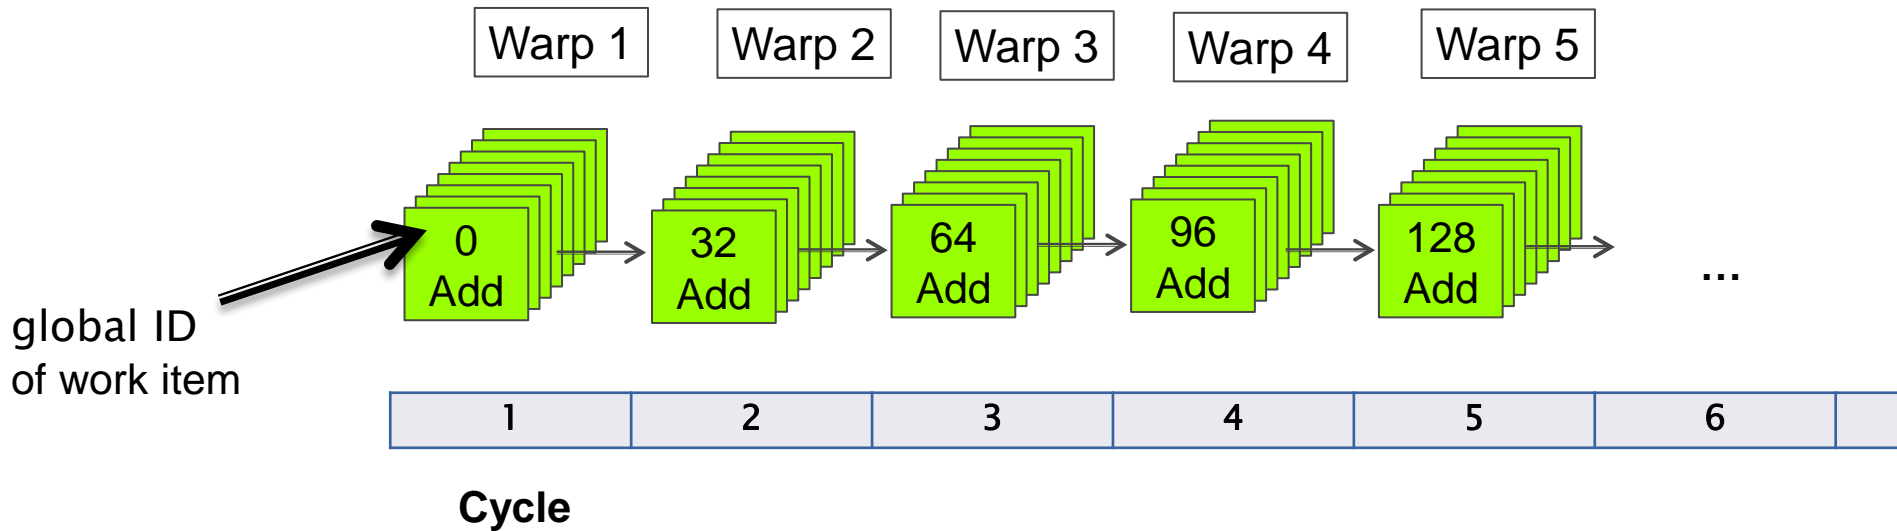 Warp 1
Warp 2
Warp 3
Warp 4
Warp 5
0
Add
32
Add
64
Add
96
Add
128
Add
...
global ID
of work item
1
2
3
4
5
6
Cycle